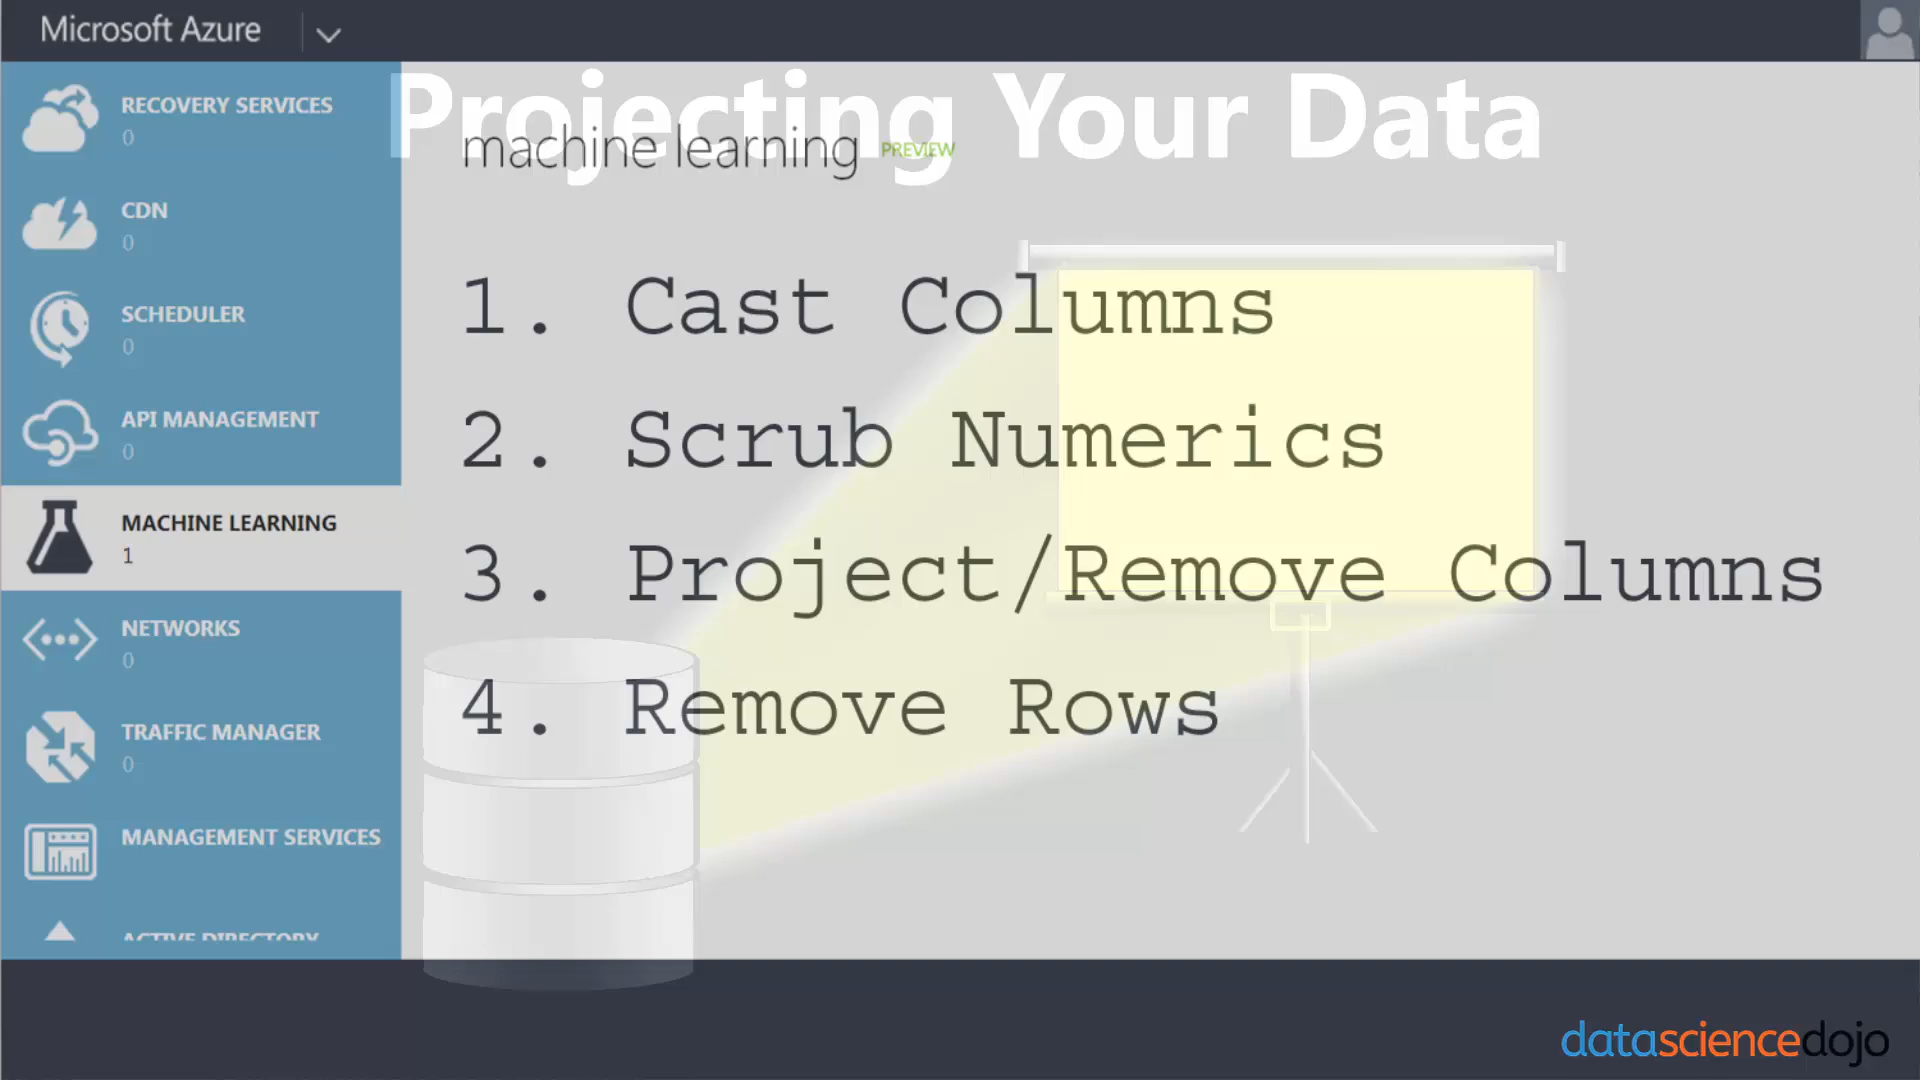 Microsoft Azure
Projecting Your Data
machine learning PREVIEW
RECOVERY SERVICES
0
CDN
0
SCHEDULER
0
API MANAGEMENT
0
MACHINE LEARNING
1
NETWORKS
0
TRAFFIC MANAGER
0
MANAGEMENT SERVICES
ACTIVE DIRECTORY
1. Cast Columns
2. Scrub Numerics
3. Project/Remove Columns
4. Remove Rows
datasciencedojo